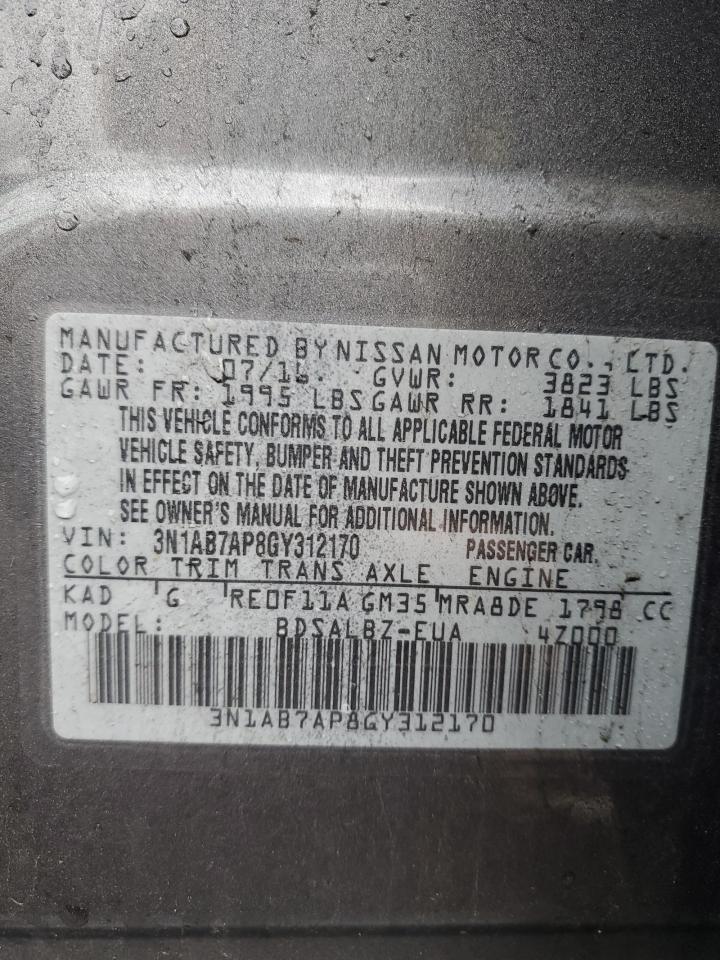 MANUFACTURED BY NISSAN MOTOR CO., LTD.
DATE: 07/16. GVWR: 3823 LBS
GAWR FR: 1995 LBS GAWR RR: 1841 LBS
THIS VEHICLE CONFORMS TO ALL APPLICABLE FEDERAL MOTOR
VEHICLE SAFETY, BUMPER AND THEFT PREVENTION STANDARDS
IN EFFECT ON THE DATE OF MANUFACTURE SHOWN ABOVE.
SEE OWNER'S MANUAL FOR ADDITIONAL INFORMATION.
VIN: 3N1AB7AP8GY312170 PASSENGER CAR.
COLOR TRIM TRANS AXLE ENGINE
KAD G RE0F11A GM35 MRA8DE 1798 CC
MODEL: BDSALBZ-EUA 4Z000
3N1AB7AP8GY312170